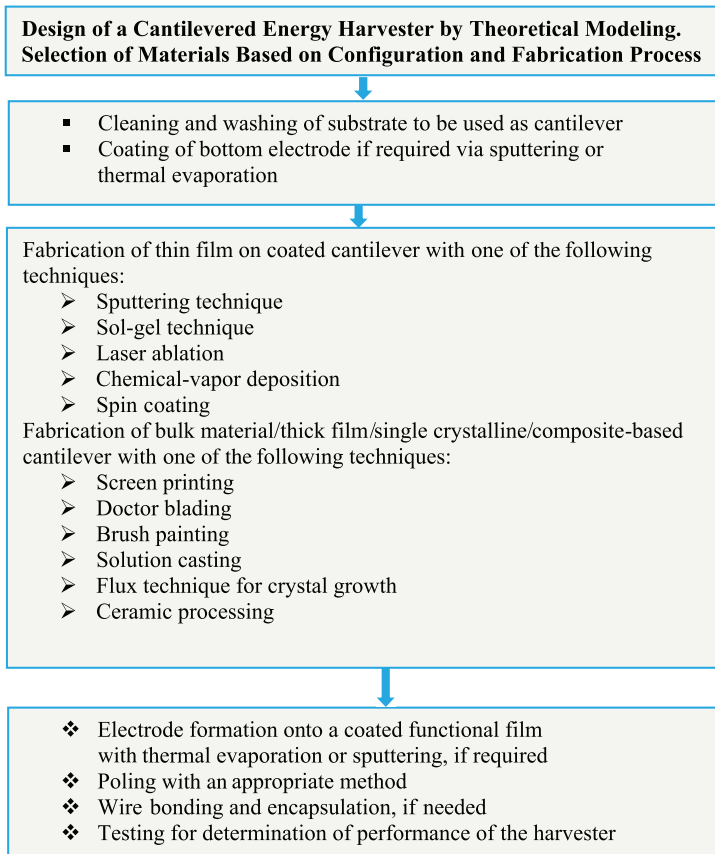 Design of a Cantilevered Energy Harvester by Theoretical Modeling.
Selection of Materials Based on Configuration and Fabrication Process
▪ Cleaning and washing of substrate to be used as cantilever
▪ Coating of bottom electrode if required via sputtering or
thermal evaporation
Fabrication of thin film on coated cantilever with one of the following
techniques:
➢ Sputtering technique
➢ Sol-gel technique
➢ Laser ablation
➢ Chemical-vapor deposition
➢ Spin coating
Fabrication of bulk material/thick film/single crystalline/composite-based
cantilever with one of the following techniques:
➢ Screen printing
➢ Doctor blading
➢ Brush painting
➢ Solution casting
➢ Flux technique for crystal growth
➢ Ceramic processing
❖ Electrode formation onto a coated functional film
with thermal evaporation or sputtering, if required
❖ Poling with an appropriate method
❖ Wire bonding and encapsulation, if needed
❖ Testing for determination of performance of the harvester